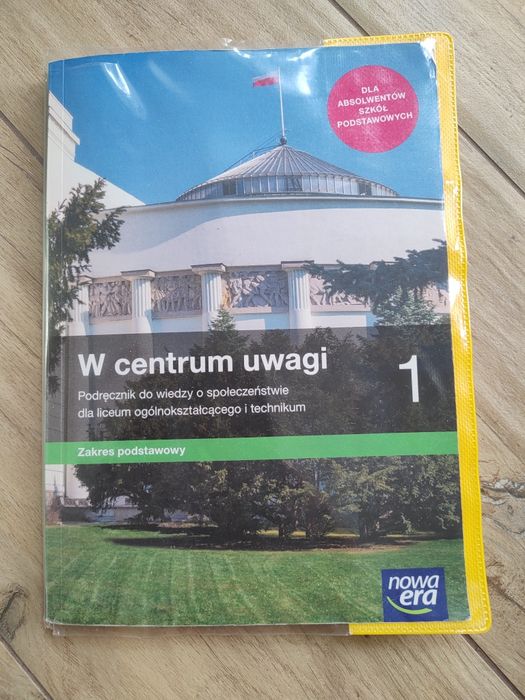 DLA
ABSOLWENTÓW
SZKÓŁ
PODSTAWOWYCH
W centrum uwagi
1
Podręcznik do wiedzy o społeczeństwie
dla liceum ogólnokształcącego i technikum
Zakres podstawowy
nowa
era